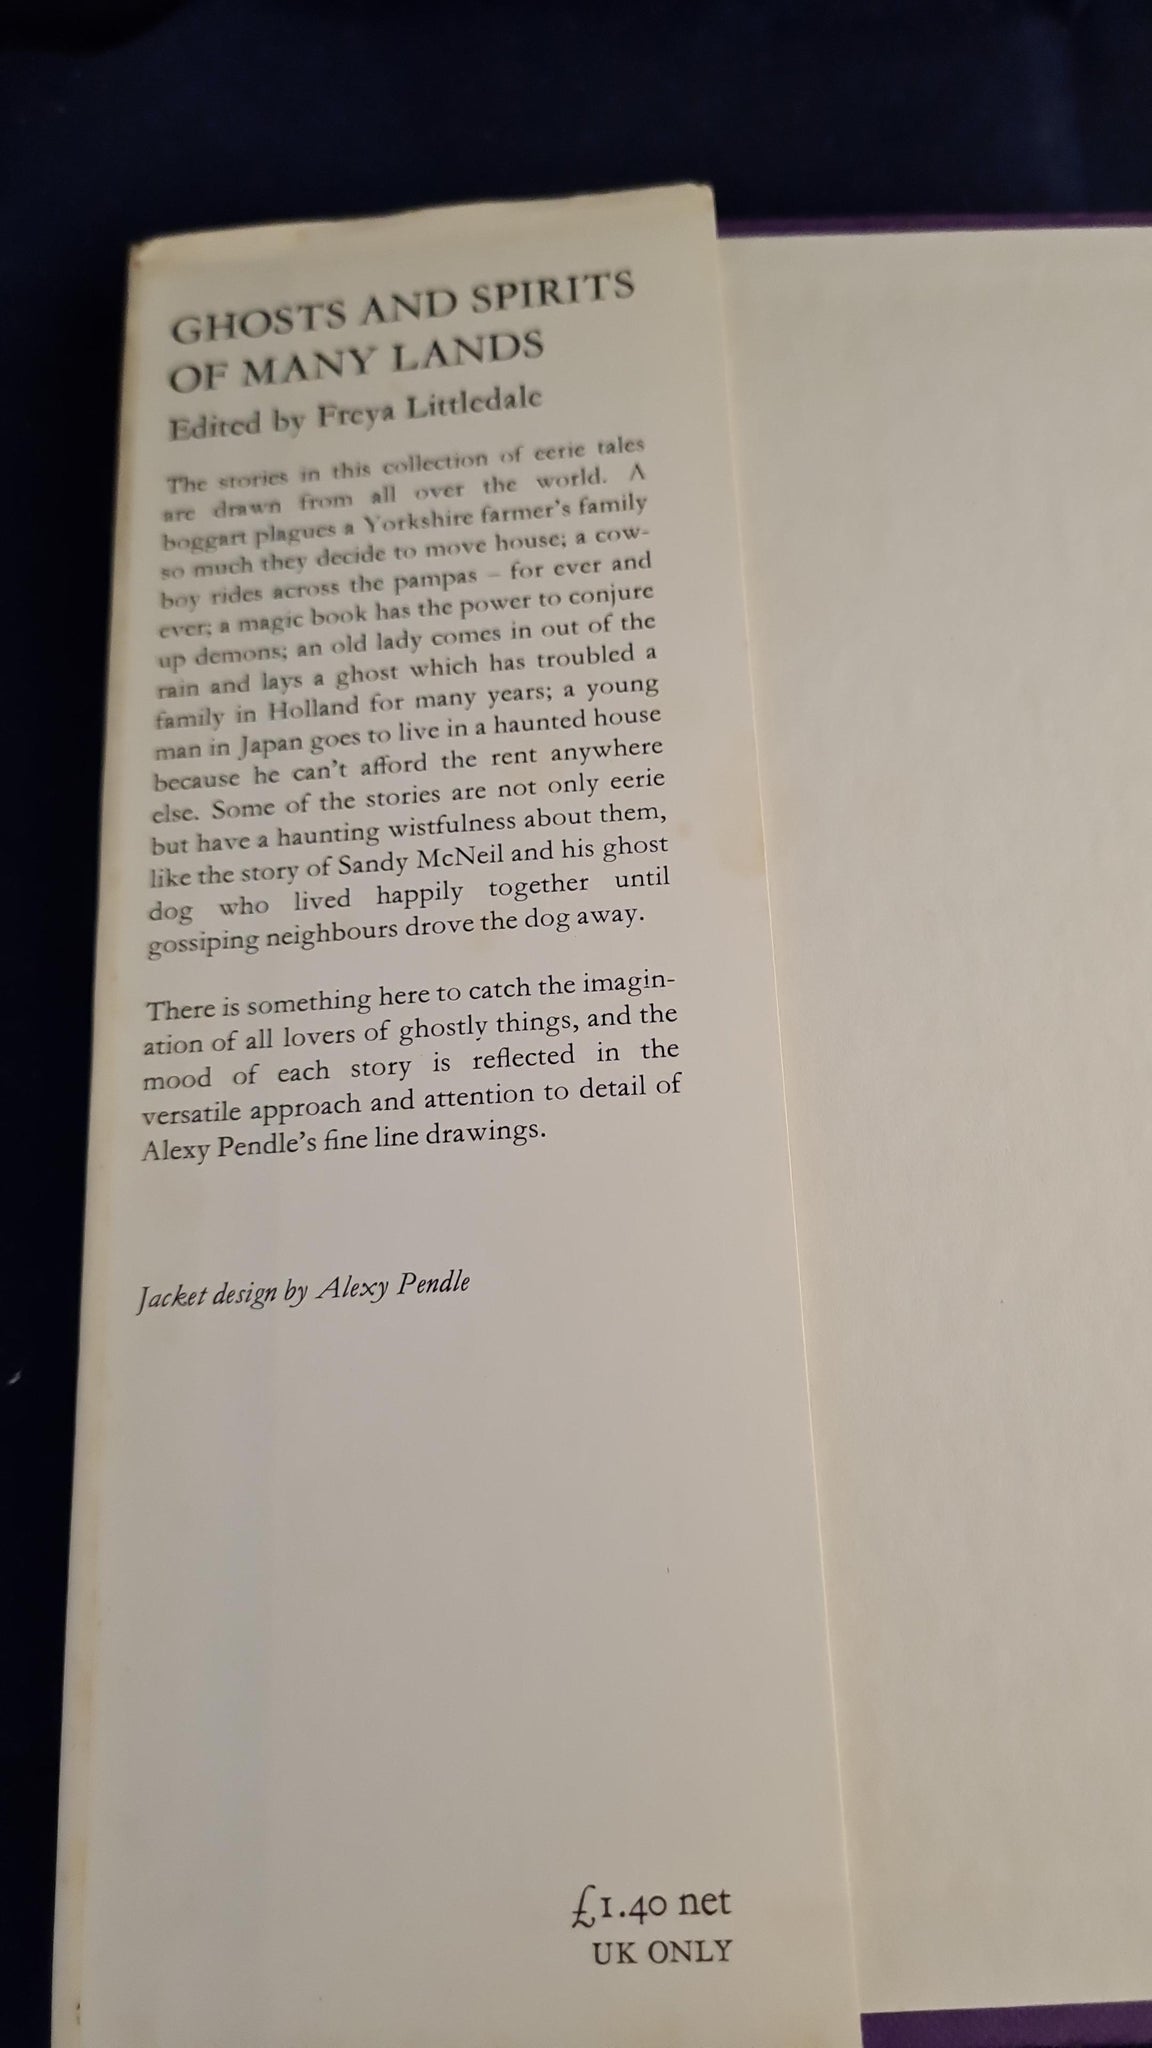 GHOSTS AND SPIRITS
OF MANY LANDS
Edited by Freya Littledale
The stories in this collection of eerie tales
are drawn from all over the world. A
boggart plagues a Yorkshire farmer's family
so much they decide to move house; a cow-
boy rides across the pampas – for ever and
ever; a magic book has the power to conjure
up demons; an old lady comes in out of the
rain and lays a ghost which has troubled a
family in Holland for many years; a young
man in Japan goes to live in a haunted house
because he can't afford the rent anywhere
else. Some of the stories are not only eerie
but have a haunting wistfulness about them,
like the story of Sandy McNeil and his ghost
dog who lived happily together until
gossiping neighbours drove the dog away.
There is something here to catch the imagin-
ation of all lovers of ghostly things, and the
mood of each story is reflected in the
versatile approach and attention to detail of
Alexy Pendle's fine line drawings.
Jacket design by Alexy Pendle
£1.40 net
UK ONLY